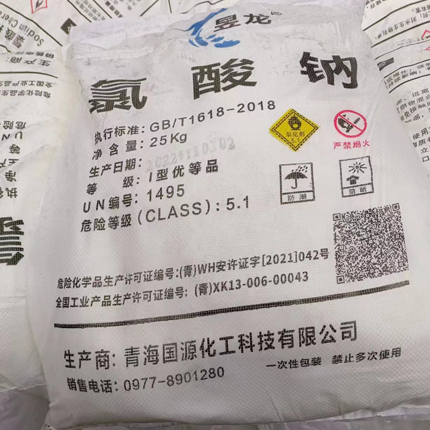 昱龙
氯酸钠
执行标准: GB/T1618-2018
净含量: 25Kg
生产日期:
等 级: I型优等品
UN编号: 1495
危险等级(CLASS): 5.1
氧化剂
5.1
严禁烟火
防潮
防晒
危险化学品生产许可证编号: (青)WH安许证字[2021]042号
全国工业产品生产许可证编号: (青)XK13-006-00043
生产商: 青海国源化工科技有限公司
销售电话: 0977-8901280
一次性包装 禁止多次使用